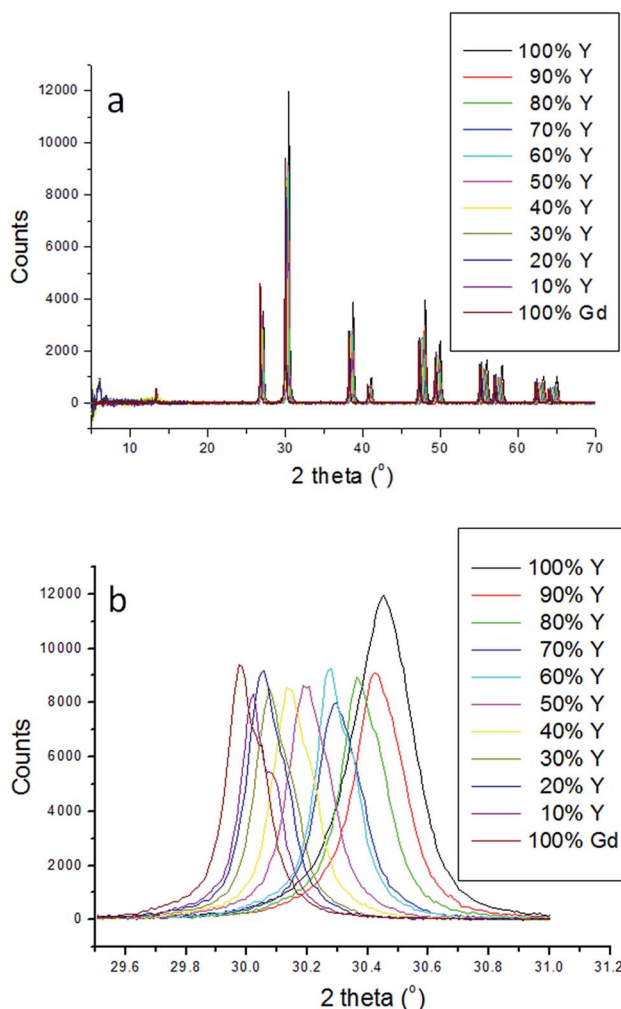 a
Counts
12000
10000
8000
6000
4000
2000
0
10 20 30 40 50 60 70
2 theta (°)
100% Y
90% Y
80% Y
70% Y
60% Y
50% Y
40% Y
30% Y
20% Y
10% Y
100% Gd
b
Counts
12000
10000
8000
6000
4000
2000
0
29.6 29.8 30.0 30.2 30.4 30.6 30.8 31.0 31.2
2 theta (°)
100% Y
90% Y
80% Y
70% Y
60% Y
50% Y
40% Y
30% Y
20% Y
10% Y
100% Gd